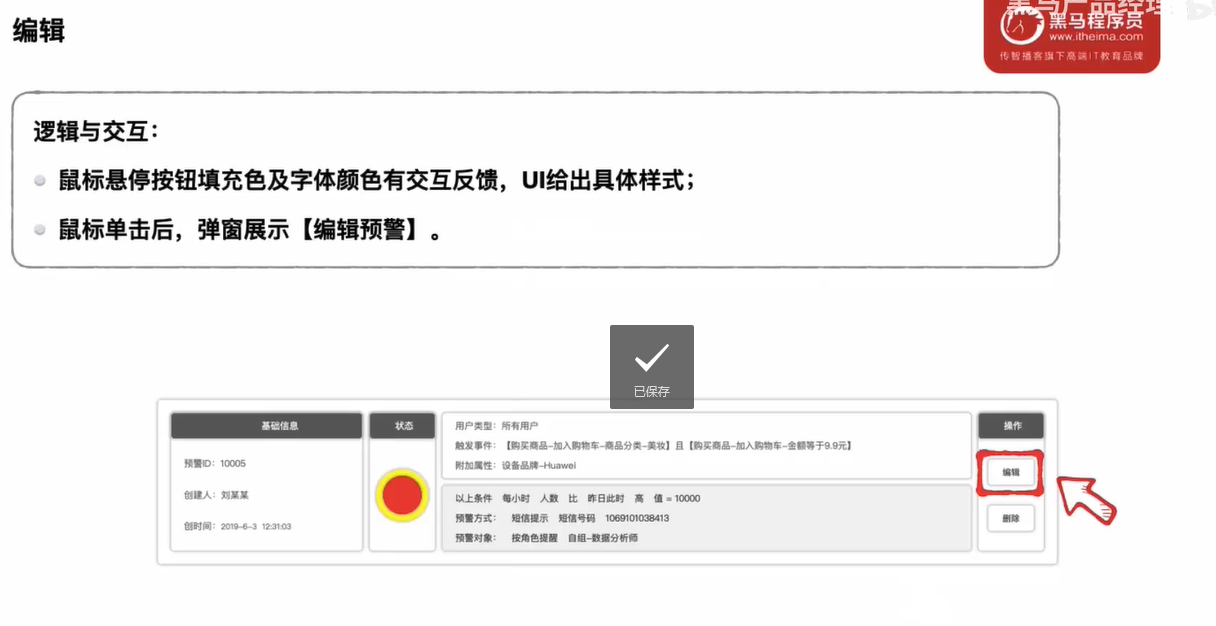 编辑
黑马产品经理
黑马程序员
www.itheima.com
传智播客旗下高端IT教育品牌
逻辑与交互：
鼠标悬停按钮填充色及字体颜色有交互反馈，UI给出具体样式；
鼠标单击后，弹窗展示【编辑预警】。
已保存
基础信息
预警ID：10005
创建人：刘某某
创时间：2019-6-3 12:31:03
状态
用户类型：所有用户
触发事件：【购买商品-加入购物车-商品分类-美妆】且【购买商品-加入购物车-金额等于9.9元】
附加属性：设备品牌-Huawei
以上条件 每小时 人数 比 昨日此时 高 值 = 10000
预警方式： 短信提示 短信号码 1069101038413
预警对象： 按角色提醒 自组-数据分析师
操作
编辑
删除